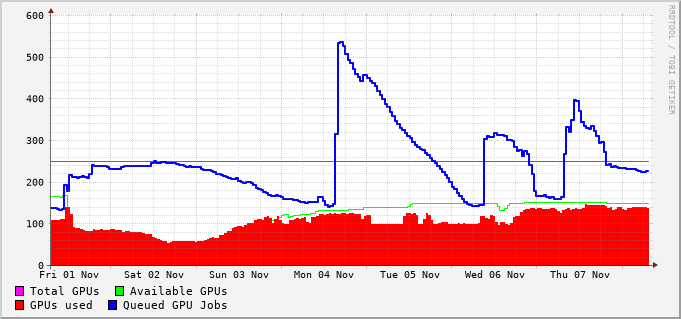 RRDTOOL / TOBI OETIKER
600
500
400
300
200
100
0
Fri 01 Nov Sat 02 Nov Sun 03 Nov Mon 04 Nov Tue 05 Nov Wed 06 Nov Thu 07 Nov
Total GPUs Available GPUs
GPUs used Queued GPU Jobs